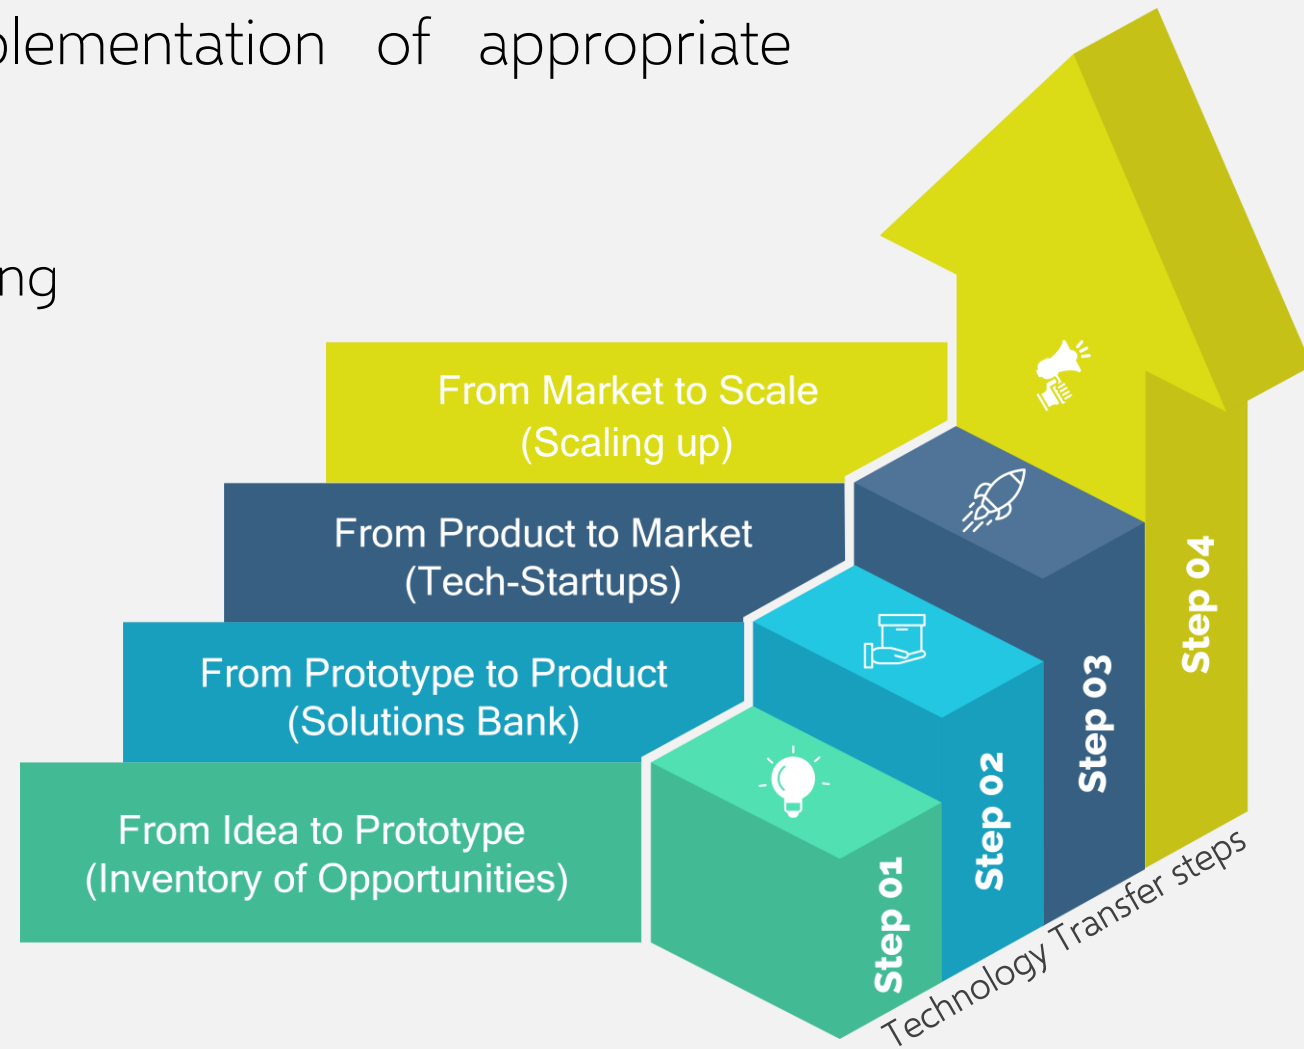 plementation of appropriate
ng
From Market to Scale
(Scaling up)
From Product to Market
(Tech-Startups)
From Prototype to Product
(Solutions Bank)
From Idea to Prototype
(Inventory of Opportunities)
Step 01
Step 02
Step 03
Step 04
Technology Transfer steps